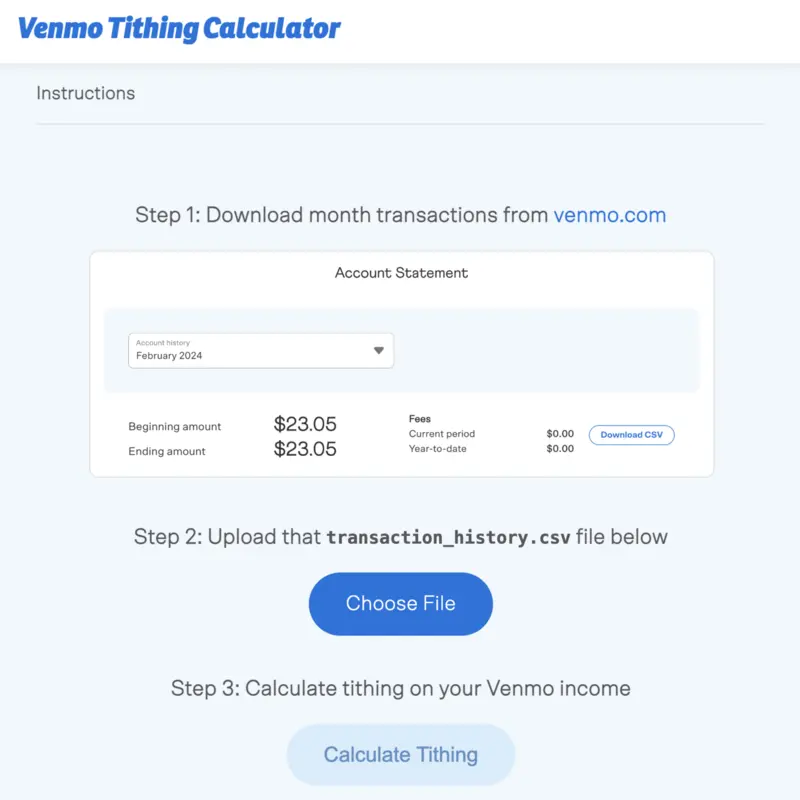 Venmo Tithing Calculator
Instructions
Step 1: Download month transactions from venmo.com
Account Statement
Account history
February 2024
Beginning amount $23.05
Ending amount $23.05
Fees
Current period $0.00
Year-to-date $0.00
Download CSV
Step 2: Upload that transaction_history.csv file below
Choose File
Step 3: Calculate tithing on your Venmo income
Calculate Tithing